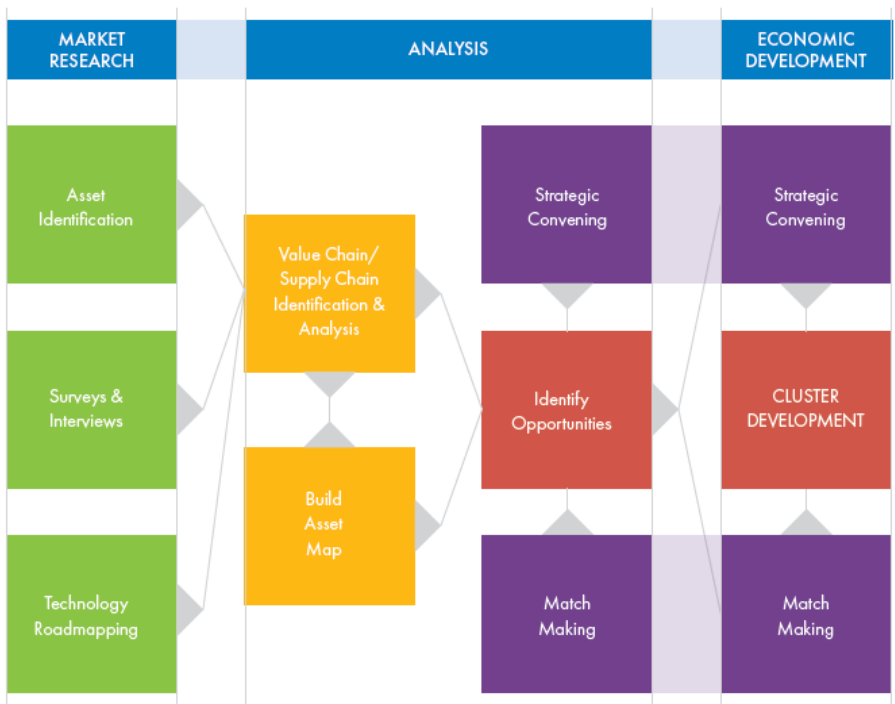 MARKET
RESEARCH
ANALYSIS
ECONOMIC
DEVELOPMENT
Asset
Identification
Surveys &
Interviews
Technology
Roadmapping
Value Chain/
Supply Chain
Identification &
Analysis
Build
Asset
Map
Strategic
Convening
Identify
Opportunities
Match
Making
Strategic
Convening
CLUSTER
DEVELOPMENT
Match
Making